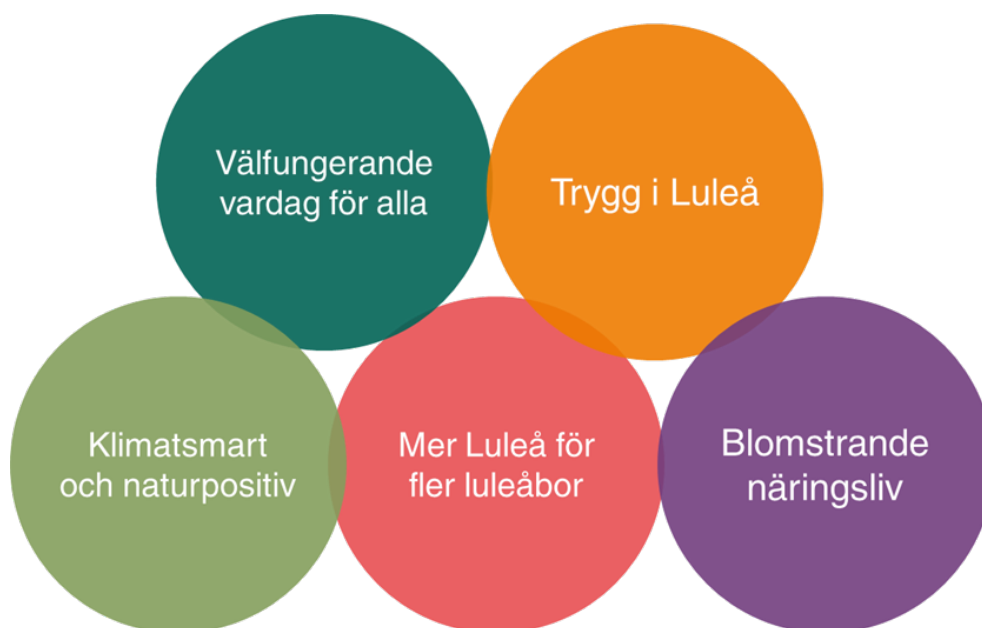 Välfungerande
vardag för alla
Trygg i Luleå
Klimatsmart
och naturpositiv
Mer Luleå för
fler luleåbor
Blomstrande
näringsliv